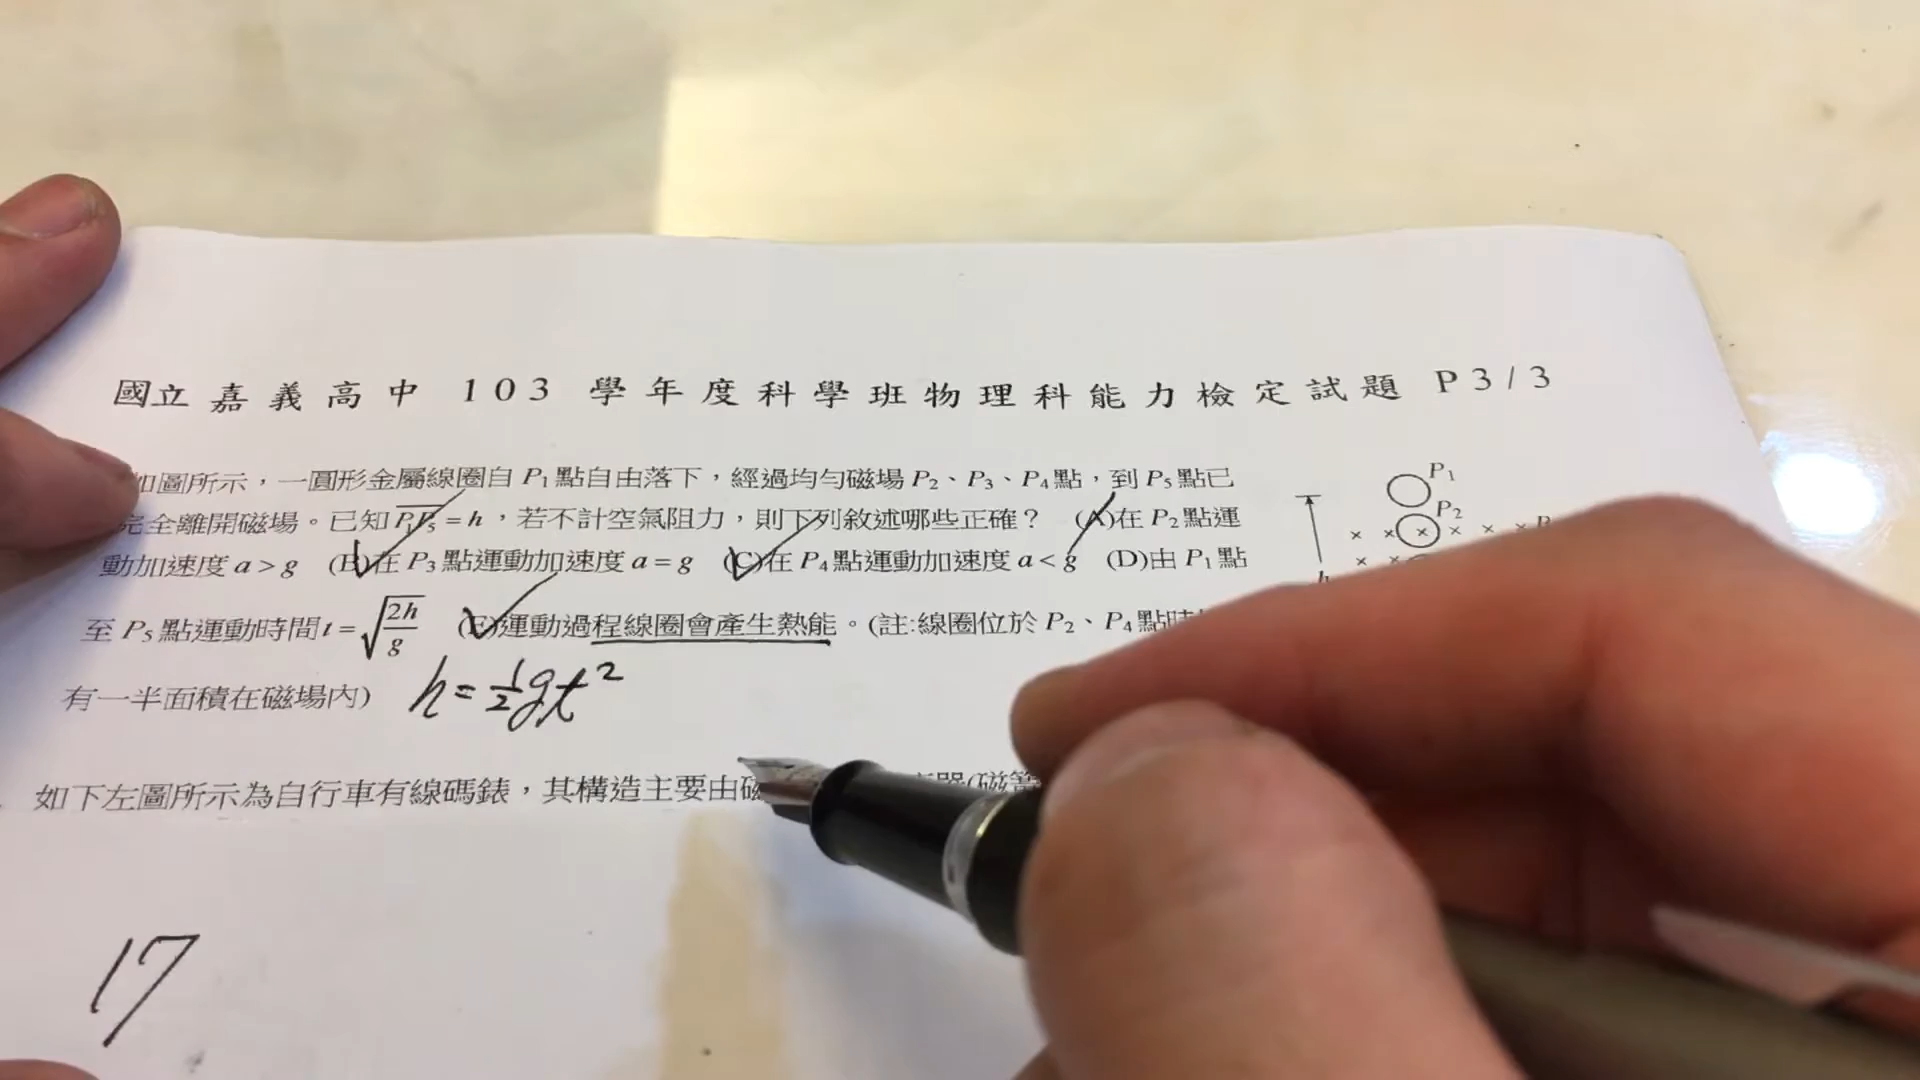 國立嘉義高中 103 學年度科學班物理科能力檢定試題 P3/3
如圖所示，一圓形金屬線圈自 P₁ 點自由落下，經過均勻磁場 P₂、P₃、P₄ 點，到 P₅ 點已
完全離開磁場。已知 P₁P₅ = h，若不計空氣阻力，則下列敘述哪些正確？ (A)在 P₂ 點運
動加速度 a > g (B)在 P₃ 點運動加速度 a = g (C)在 P₄ 點運動加速度 a < g (D)由 P₁ 點
至 P₅ 點運動時間 t = √(2h/g) (E)運動過程線圈會產生熱能。(註:線圈位於 P₂、P₄ 點時
有一半面積在磁場內)
h = ½gt²
如下左圖所示為自行車有線碼錶，其構造主要由磁
17
P₁
P₂
h